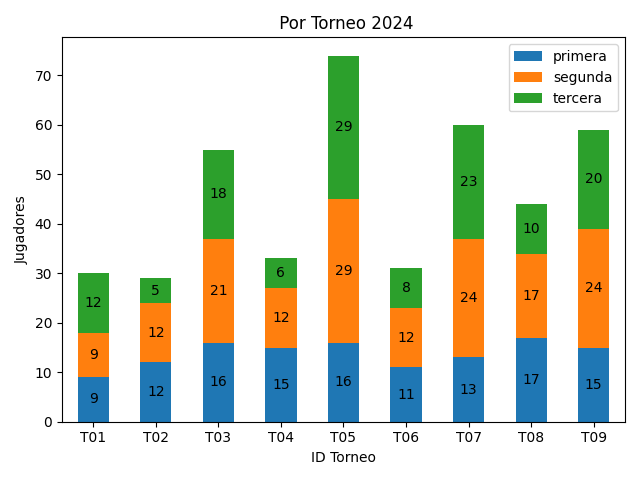 Por Torneo 2024
primera
segunda
tercera
Jugadores
70
60
50
40
30
20
10
0
12 5 18 6 29 8 23 10 20
9 12 21 12 29 12 24 17 24
9 12 16 15 16 11 13 17 15
T01 T02 T03 T04 T05 T06 T07 T08 T09
ID Torneo